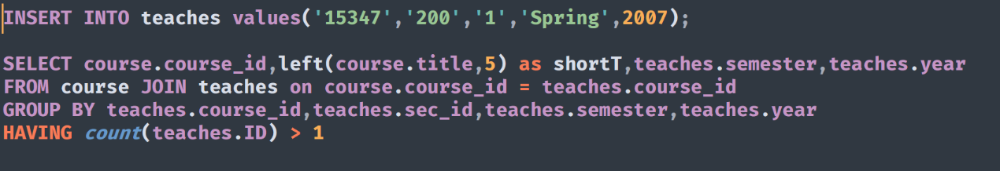 INSERT INTO teaches values('15347','200','1','Spring',2007);
SELECT course.course_id,left(course.title,5) as shortT,teaches.semester,teaches.year
FROM course JOIN teaches on course.course_id = teaches.course_id
GROUP BY teaches.course_id,teaches.sec_id,teaches.semester,teaches.year
HAVING count(teaches.ID) > 1